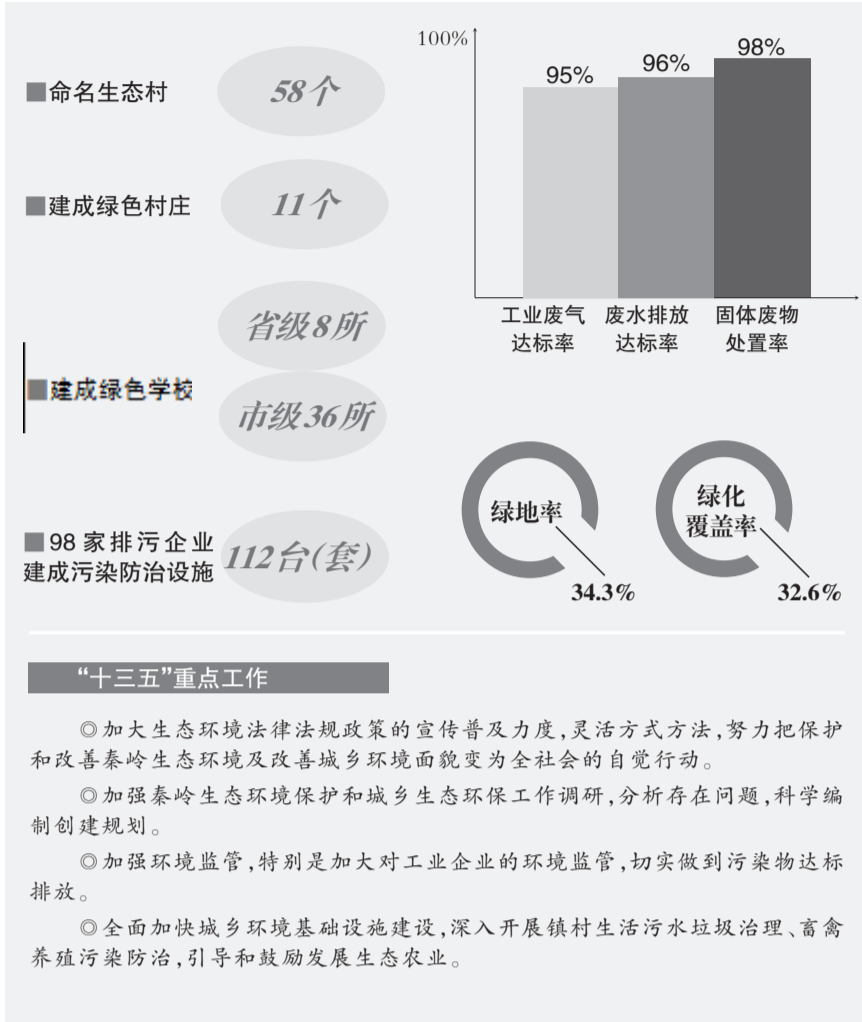 ■命名生态村 58个
■建成绿色村庄 11个
省级8所
■建成绿色学校
市级36所
■98家排污企业
建成污染防治设施
112台(套)
100%
95% 96% 98%
工业废气 废水排放 固体废物
达标率 达标率 处置率
绿地率
34.3%
绿化
覆盖率
32.6%
“十三五”重点工作
◎加大生态环境法律法规政策的宣传普及力度,灵活方式方法,努力把保护
和改善秦岭生态环境及改善城乡环境面貌变为全社会的自觉行动。
◎加强秦岭生态环境保护和城乡生态环保工作调研,分析存在问题,科学编
制创建规划。
◎加强环境监管,特别是加大对工业企业的环境监管,切实做到污染物达标
排放。
◎全面加快城乡环境基础设施建设,深入开展镇村生活污水垃圾治理、畜禽
养殖污染防治,引导和鼓励发展生态农业。